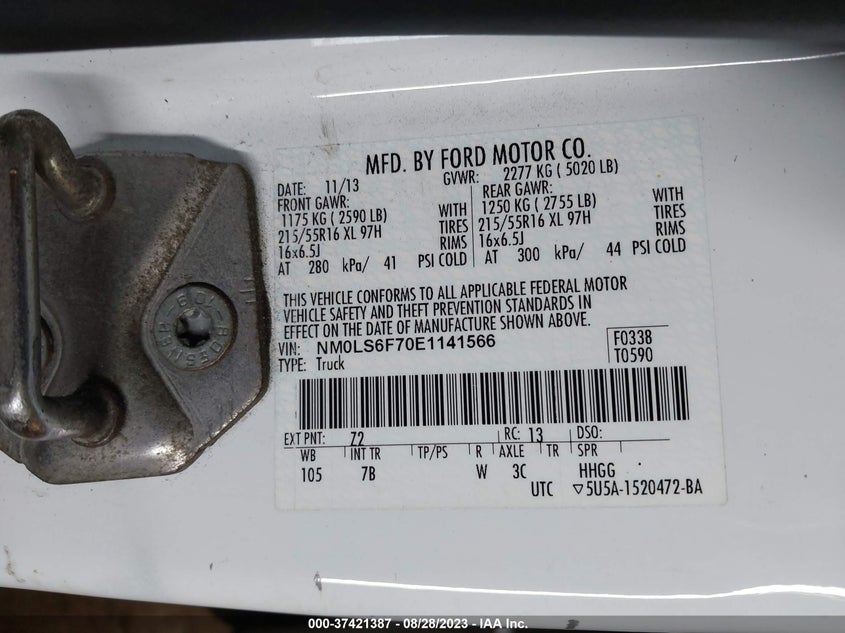 MFD. BY FORD MOTOR CO.
DATE: 11/13 GVWR: 2277 KG ( 5020 LB)
FRONT GAWR: REAR GAWR:
1175 KG ( 2590 LB) WITH 1250 KG ( 2755 LB) WITH
215/55R16 XL 97H TIRES 215/55R16 XL 97H TIRES
16x6.5J RIMS 16x6.5J RIMS
AT 280 kPa/ 41 PSI COLD AT 300 kPa/ 44 PSI COLD
THIS VEHICLE CONFORMS TO ALL APPLICABLE FEDERAL MOTOR
VEHICLE SAFETY AND THEFT PREVENTION STANDARDS IN
EFFECT ON THE DATE OF MANUFACTURE SHOWN ABOVE.
VIN: NM0LS6F70E1141566 F0338
TYPE: Truck T0590
EXT PNT: Z2 RC: 13 DSO:
WB INT TR TP/PS R AXLE TR SPR
105 7B W 3C HHGG
UTC ▽5U5A-1520472-BA
000-37421387 - 08/28/2023 - IAA Inc.